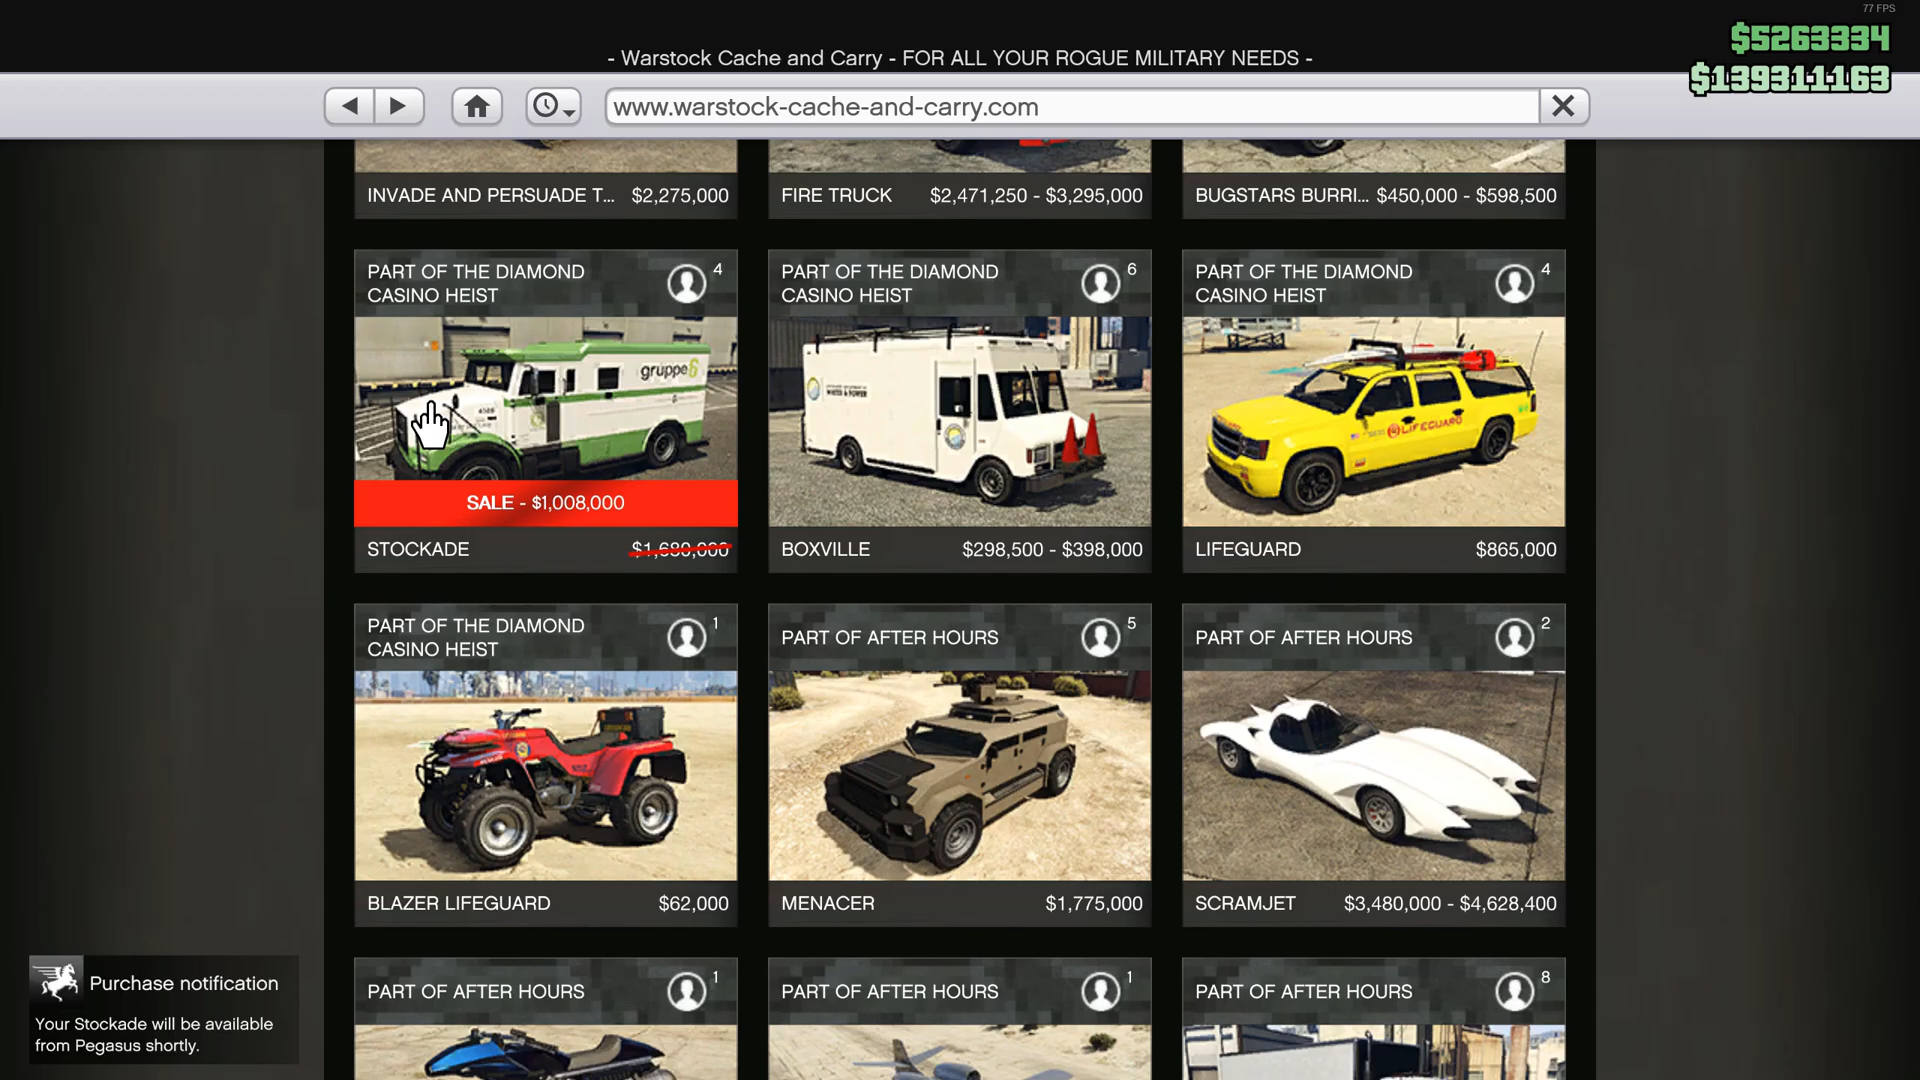 77 FPS
$5263334
- Warstock Cache and Carry - FOR ALL YOUR ROGUE MILITARY NEEDS -
$139311163
www.warstock-cache-and-carry.com
INVADE AND PERSUADE T... $2,275,000
FIRE TRUCK $2,471,250 - $3,295,000
BUGSTARS BURRI... $450,000 - $598,500
PART OF THE DIAMOND
CASINO HEIST
4
gruppe6
SALE - $1,008,000
STOCKADE $1,680,000
PART OF THE DIAMOND
CASINO HEIST
6
WATER & POWER
BOXVILLE $298,500 - $398,000
PART OF THE DIAMOND
CASINO HEIST
4
LIFEGUARD
LIFEGUARD $865,000
PART OF THE DIAMOND
CASINO HEIST
1
BLAZER LIFEGUARD $62,000
PART OF AFTER HOURS 5
MENACER $1,775,000
PART OF AFTER HOURS 2
SCRAMJET $3,480,000 - $4,628,400
PART OF AFTER HOURS 1
PART OF AFTER HOURS 1
PART OF AFTER HOURS 8
Purchase notification
Your Stockade will be available
from Pegasus shortly.